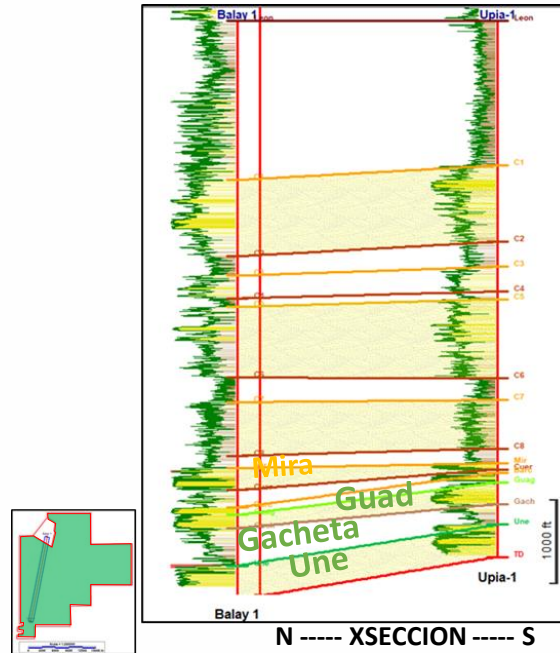 Balay 1
Upia-1
Leon
C1
C2
C3
C4
C5
C6
C7
C8
Mir
Mira
Cuer
Guag
Guad
Gach
Gacheta
Une
Une
TD
1000 ft
Upia-1
Balay 1
N ----- XSECCION ----- S